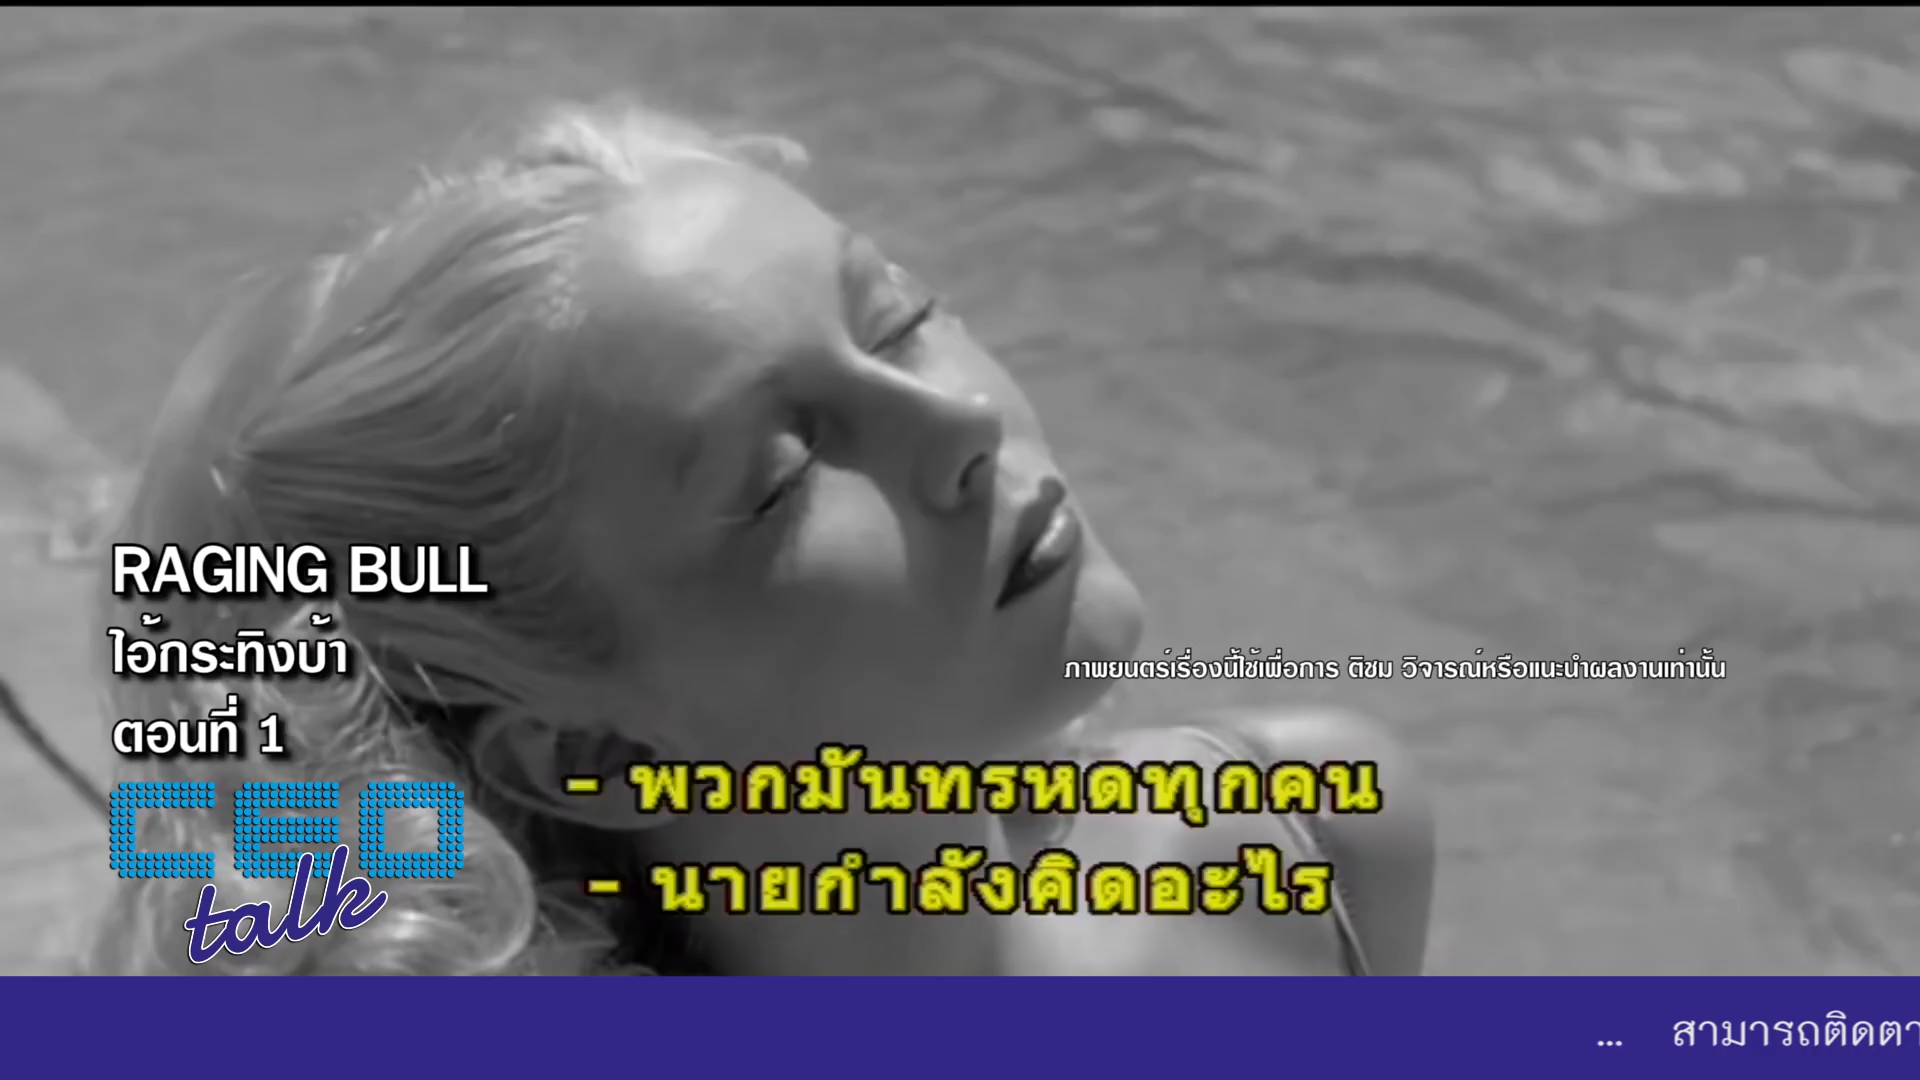 RAGING BULL
ไอ้กระทิงบ้า
ตอนที่ 1
ภาพยนตร์เรื่องนี้ใช้เพื่อการ ติชม วิจารณ์หรือแนะนำผลงานเท่านั้น
- พวกมันทรหดทุกคน
- นายกำลังคิดอะไร
CEO
talk
... สามารถติดตา